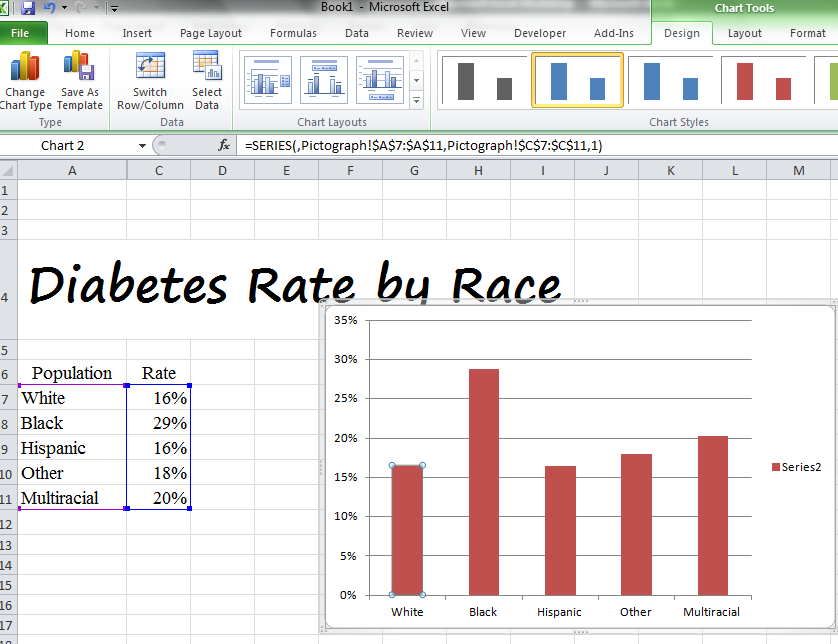 Book1 - Microsoft Excel
Chart Tools
File Home Insert Page Layout Formulas Data Review View Developer Add-Ins Design Layout Format
Change Chart Type
Save As Template
Switch Row/Column
Select Data
Type Data Chart Layouts Chart Styles
Chart 2 fx =SERIES(,Pictograph!$A$7:$A$11,Pictograph!$C$7:$C$11,1)
A C D E F G H I J K L M
1
2
3
4 Diabetes Rate by Race
5
6 Population Rate
7 White 16%
8 Black 29%
9 Hispanic 16%
10 Other 18%
11 Multiracial 20%
12
13
14
15
16
17
35%
30%
25%
20%
15%
10%
5%
0%
White Black Hispanic Other Multiracial
Series2